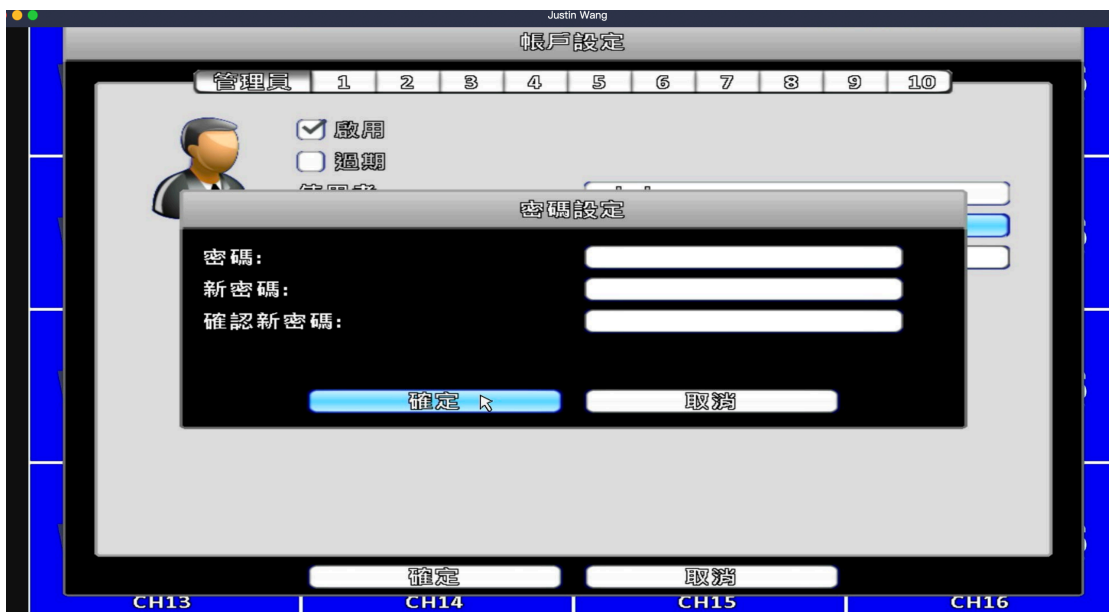 Justin Wang
帳戶設定
管理員 1 2 3 4 5 6 7 8 9 10
啟用
過期
密碼設定
密碼:
新密碼:
確認新密碼:
確定 取消
確定 取消
CH13 CH14 CH15 CH16